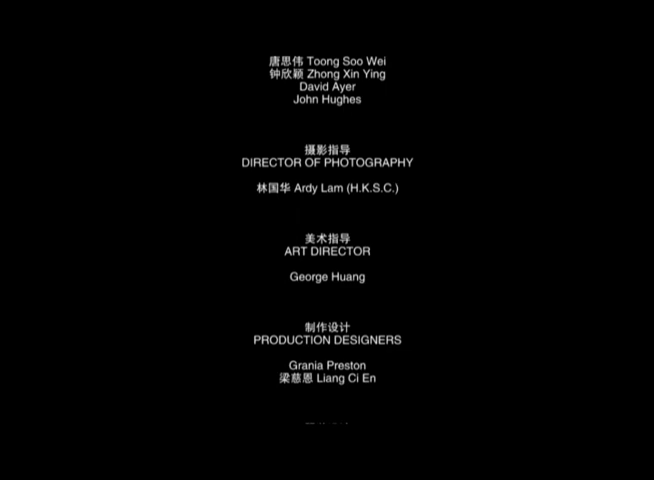 唐思伟 Toong Soo Wei
钟欣颖 Zhong Xin Ying
David Ayer
John Hughes
摄影指导
DIRECTOR OF PHOTOGRAPHY
林国华 Ardy Lam (H.K.S.C.)
美术指导
ART DIRECTOR
George Huang
制作设计
PRODUCTION DESIGNERS
Grania Preston
梁慈恩 Liang Ci En